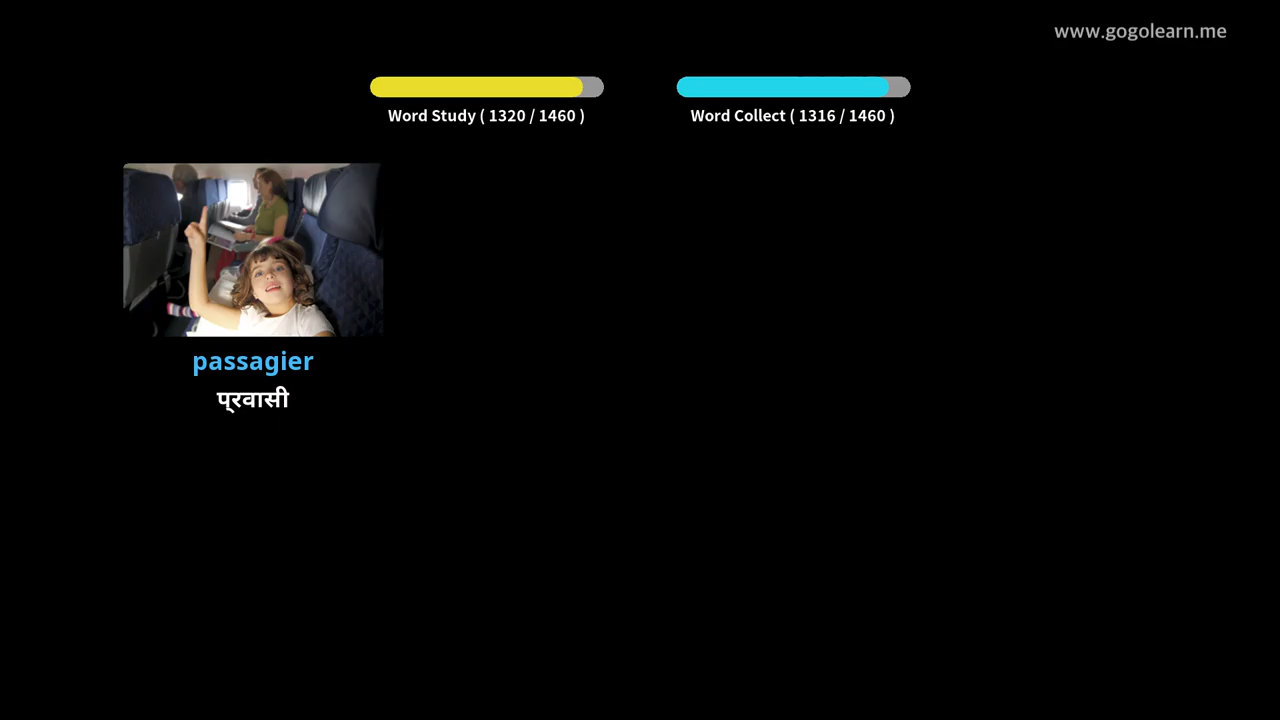 www.gogolearn.me
Word Study ( 1320 / 1460 )
Word Collect ( 1316 / 1460 )
passagier
प्रवासी